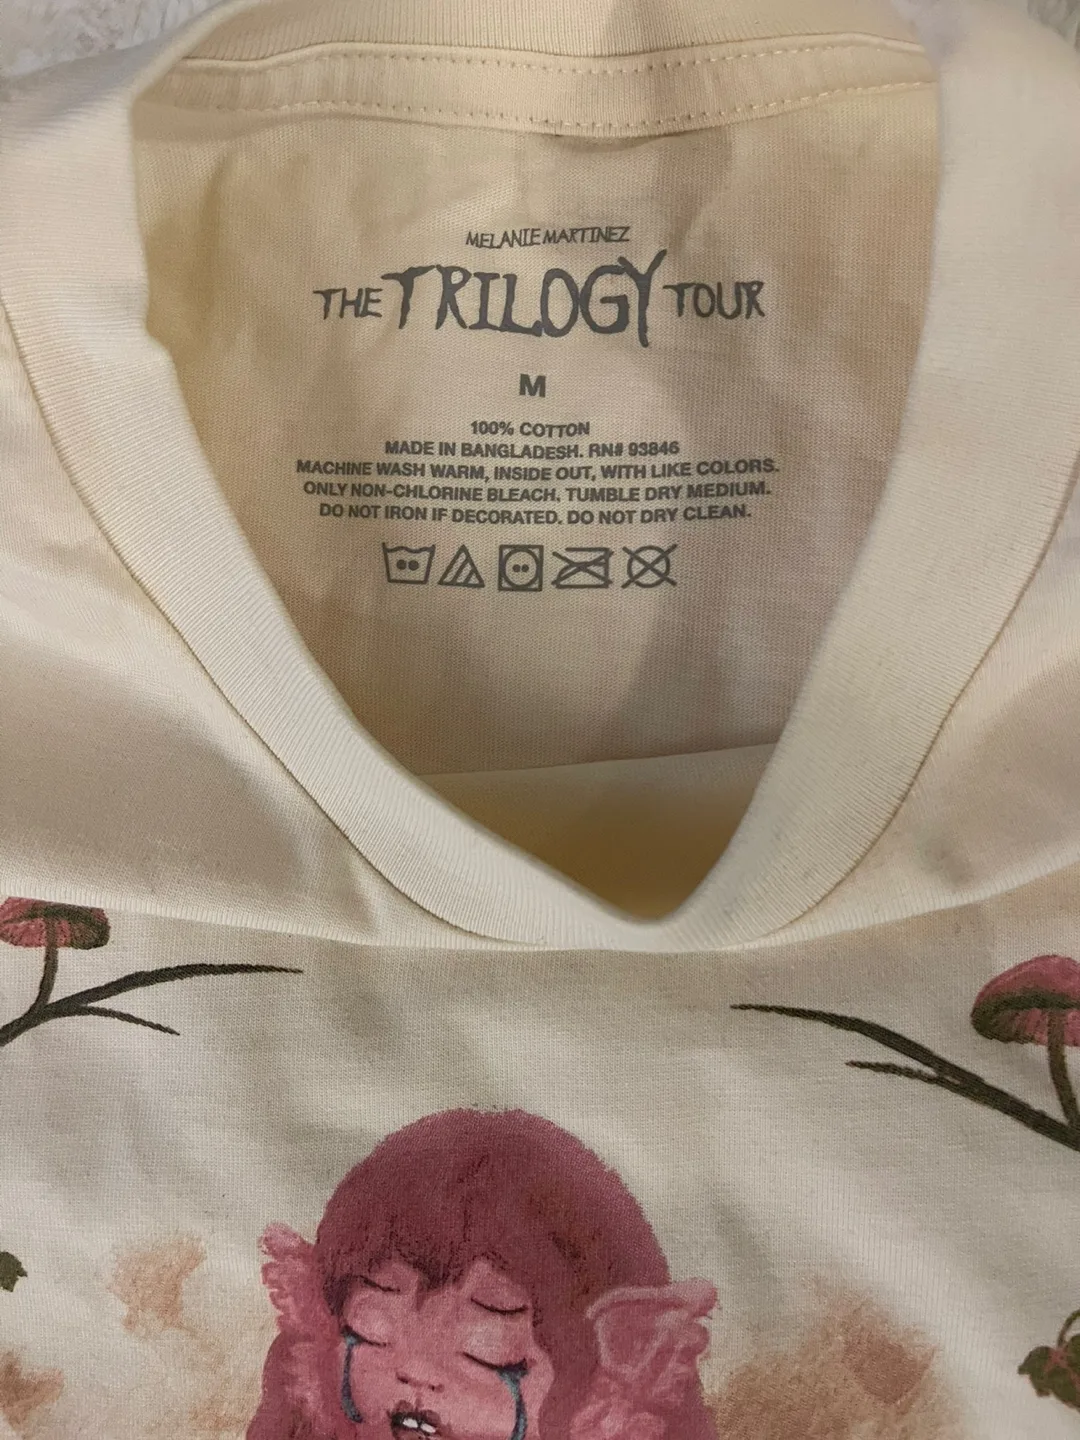 MELANIE MARTINEZ
THE TRILOGY TOUR
M
100% COTTON
MADE IN BANGLADESH. RN# 93846
MACHINE WASH WARM, INSIDE OUT, WITH LIKE COLORS.
ONLY NON-CHLORINE BLEACH. TUMBLE DRY MEDIUM.
DO NOT IRON IF DECORATED. DO NOT DRY CLEAN.